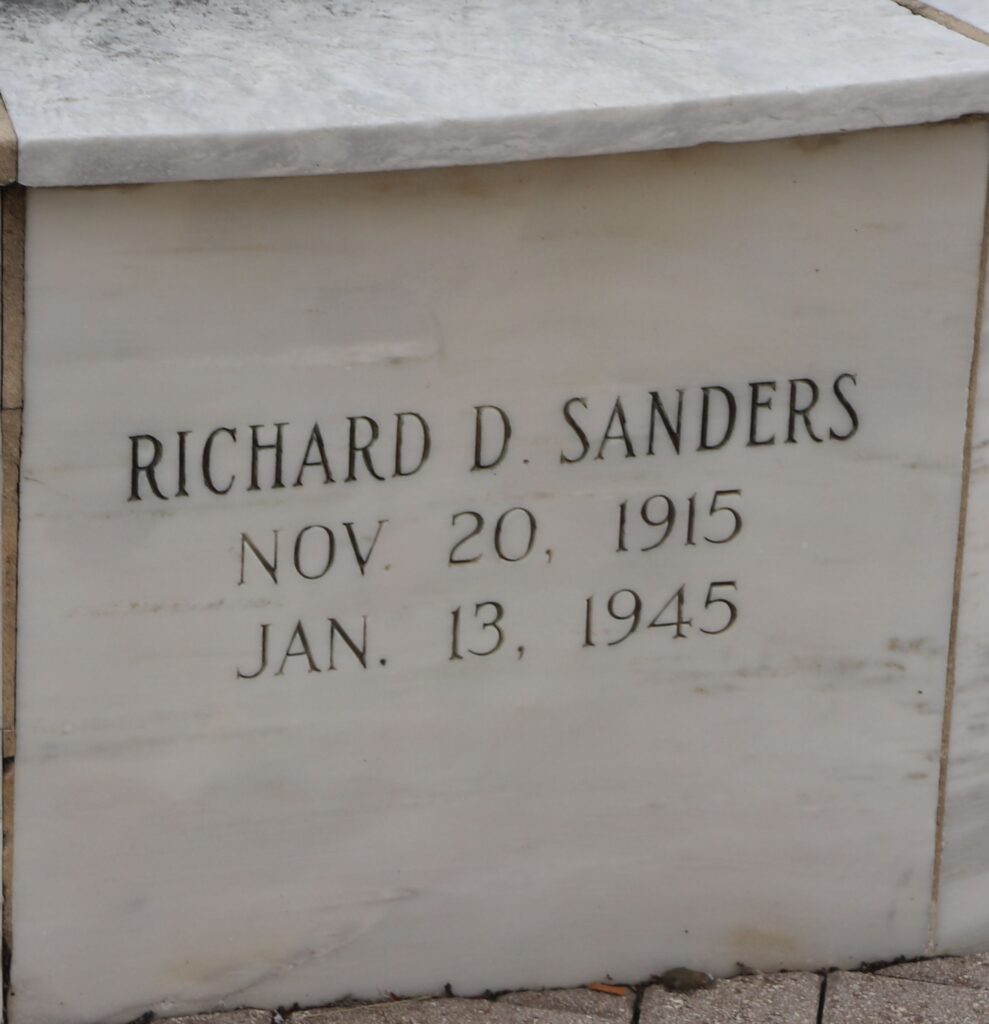 RICHARD D. SANDERS
NOV. 20, 1915
JAN. 13, 1945